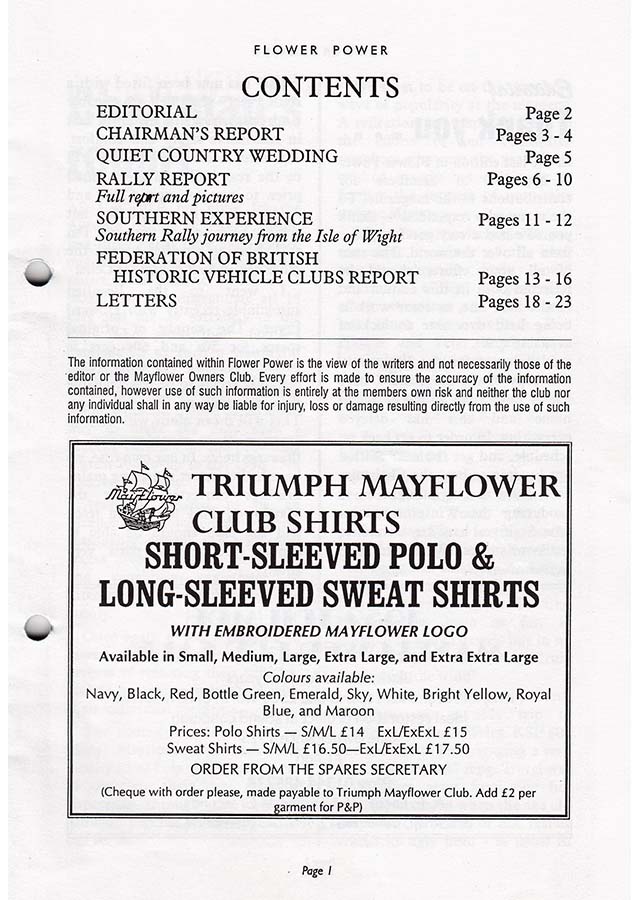 FLOWER POWER
CONTENTS
EDITORIAL Page 2
CHAIRMAN'S REPORT Pages 3 - 4
QUIET COUNTRY WEDDING Page 5
RALLY REPORT Pages 6 - 10
Full report and pictures
SOUTHERN EXPERIENCE Pages 11 - 12
Southern Rally journey from the Isle of Wight
FEDERATION OF BRITISH
HISTORIC VEHICLE CLUBS REPORT Pages 13 - 16
LETTERS Pages 18 - 23
The information contained within Flower Power is the view of the writers and not necessarily those of the
editor or the Mayflower Owners Club. Every effort is made to ensure the accuracy of the information
contained, however use of such information is entirely at the members own risk and neither the club nor
any individual shall in any way be liable for injury, loss or damage resulting directly from the use of such
information.
Mayflower
TRIUMPH MAYFLOWER
CLUB SHIRTS
SHORT-SLEEVED POLO &
LONG-SLEEVED SWEAT SHIRTS
WITH EMBROIDERED MAYFLOWER LOGO
Available in Small, Medium, Large, Extra Large, and Extra Extra Large
Colours available:
Navy, Black, Red, Bottle Green, Emerald, Sky, White, Bright Yellow, Royal
Blue, and Maroon
Prices: Polo Shirts — S/M/L £14 ExL/ExExL £15
Sweat Shirts — S/M/L £16.50—ExL/ExExL £17.50
ORDER FROM THE SPARES SECRETARY
(Cheque with order please, made payable to Triumph Mayflower Club. Add £2 per
garment for P&P)
Page 1